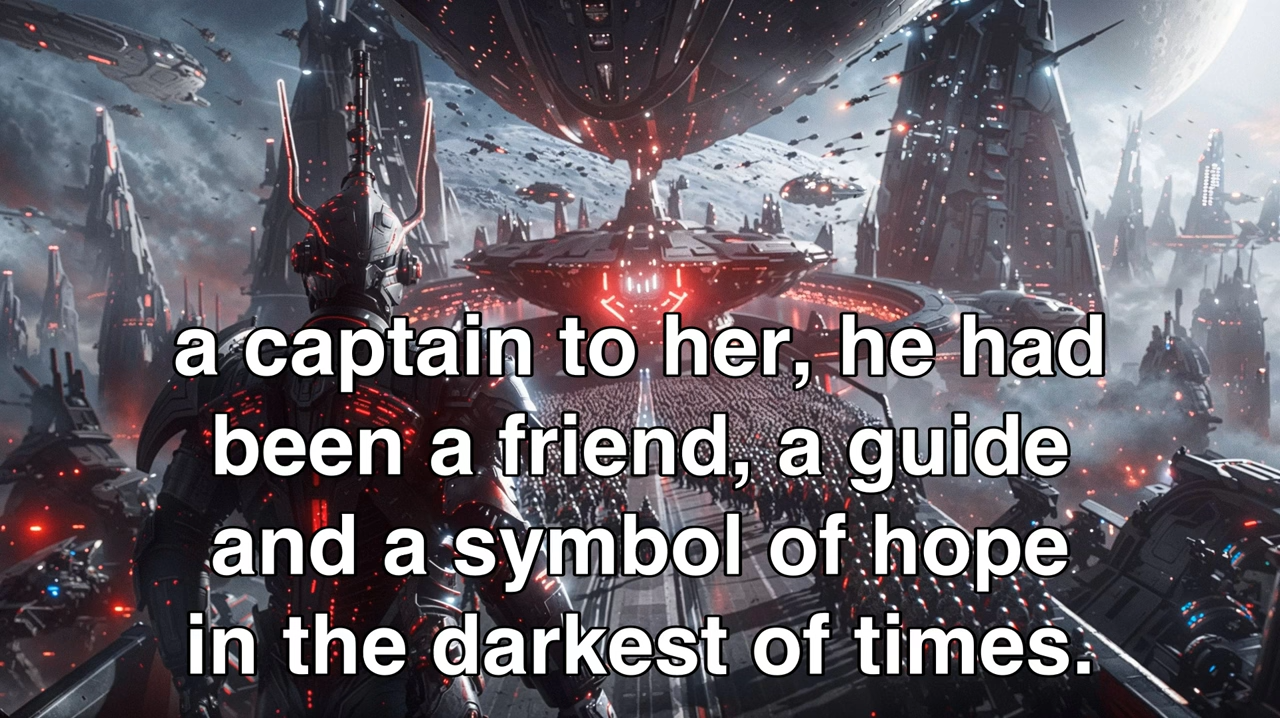 a captain to her, he had
been a friend, a guide
and a symbol of hope
in the darkest of times.